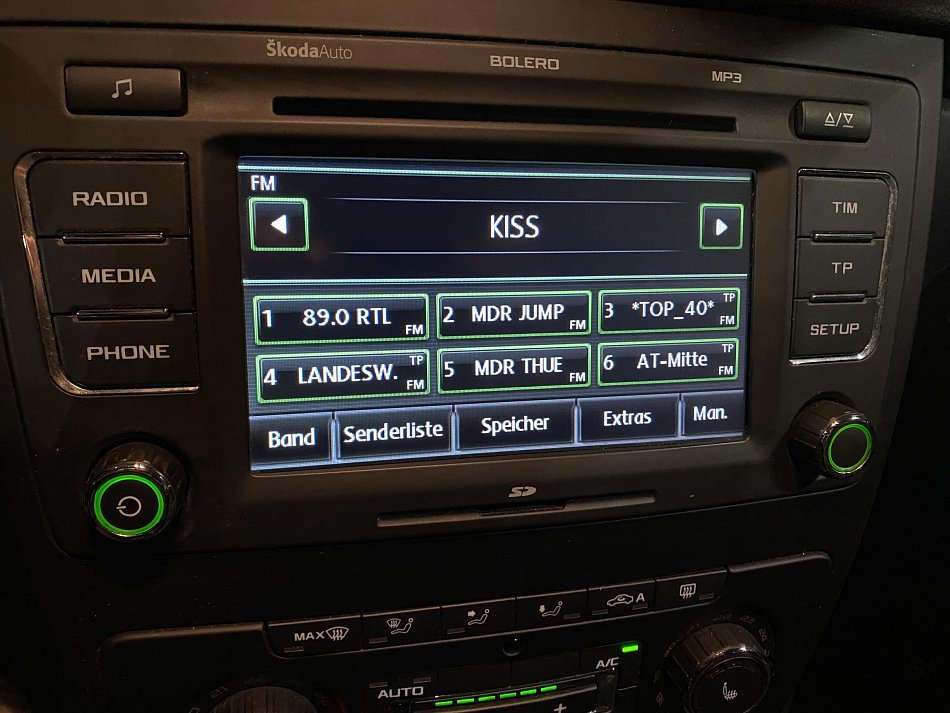 ŠkodaAuto
BOLERO
MP3
RADIO
MEDIA
PHONE
TIM
TP
SETUP
FM
KISS
1 89.0 RTL FM
2 MDR JUMP FM
3 *TOP_40* TP FM
4 LANDESW. TP FM
5 MDR THUE FM
6 AT-Mitte TP FM
Band
Senderliste
Speicher
Extras
Man.
SD
MAX
A
AUTO
A/C
21
23